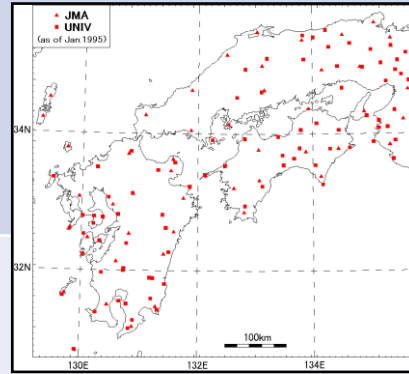 JMA
UNIV
(as of Jan.1995)
34N
32N
100km
130E
132E
134E